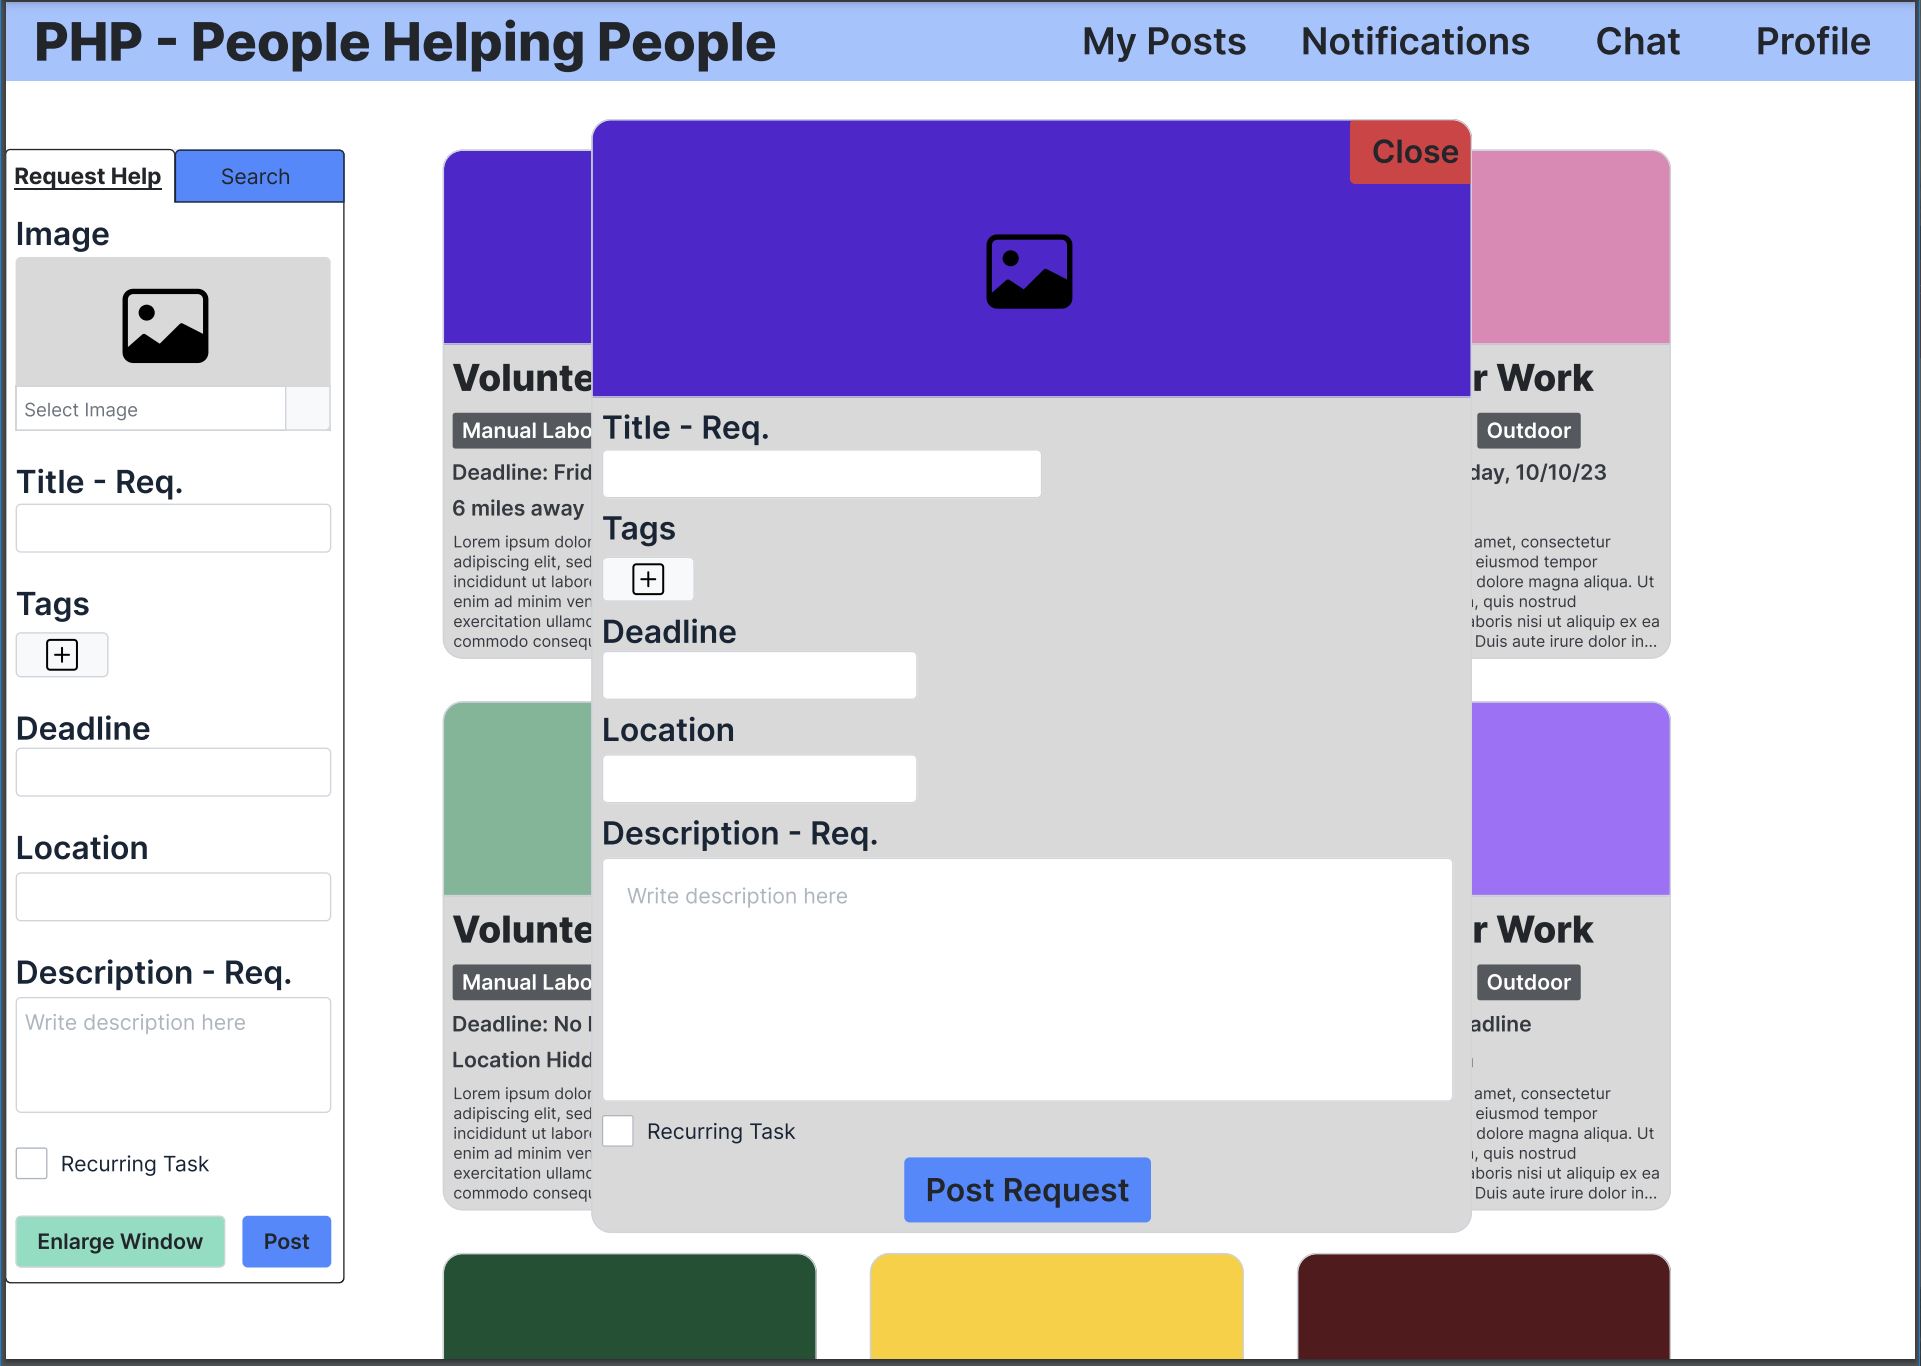 PHP - People Helping People
My Posts Notifications Chat Profile
Request Help
Search
Image
Select Image
Title - Req.
Tags
Deadline
Location
Description - Req.
Write description here
Recurring Task
Enlarge Window
Post
Volunte
Manual Labo
Deadline: Frid
6 miles away
Lorem ipsum dolor
adipiscing elit, sed
incididunt ut labore
enim ad minim ven
exercitation ullamc
commodo consequ
Close
Title - Req.
Tags
Deadline
Location
Description - Req.
Write description here
Recurring Task
Post Request
r Work
Outdoor
day, 10/10/23
amet, consectetur
eiusmod tempor
dolore magna aliqua. Ut
, quis nostrud
aboris nisi ut aliquip ex ea
Duis aute irure dolor in...
Volunte
Manual Labo
Deadline: No
Location Hidd
Lorem ipsum dolor
adipiscing elit, sed
incididunt ut labore
enim ad minim ven
exercitation ullamc
commodo consequ
r Work
Outdoor
adline
amet, consectetur
eiusmod tempor
dolore magna aliqua. Ut
, quis nostrud
aboris nisi ut aliquip ex ea
Duis aute irure dolor in...